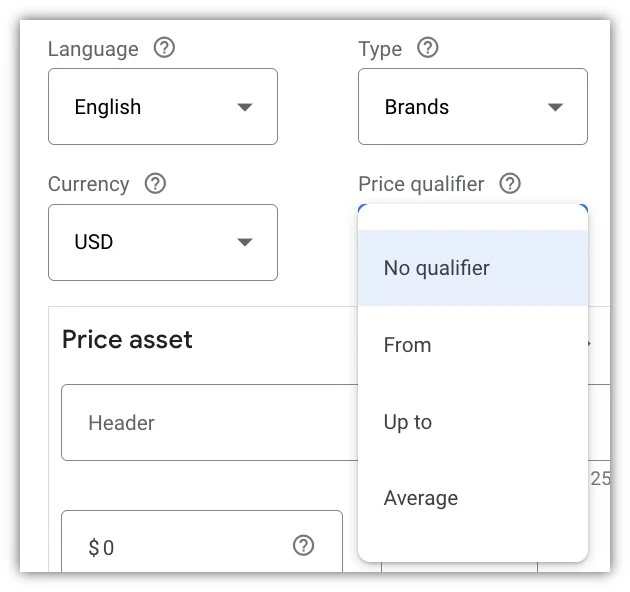 Language
Type
English
Brands
Currency
Price qualifier
USD
No qualifier
Price asset
From
Header
Up to
25
Average
$ 0